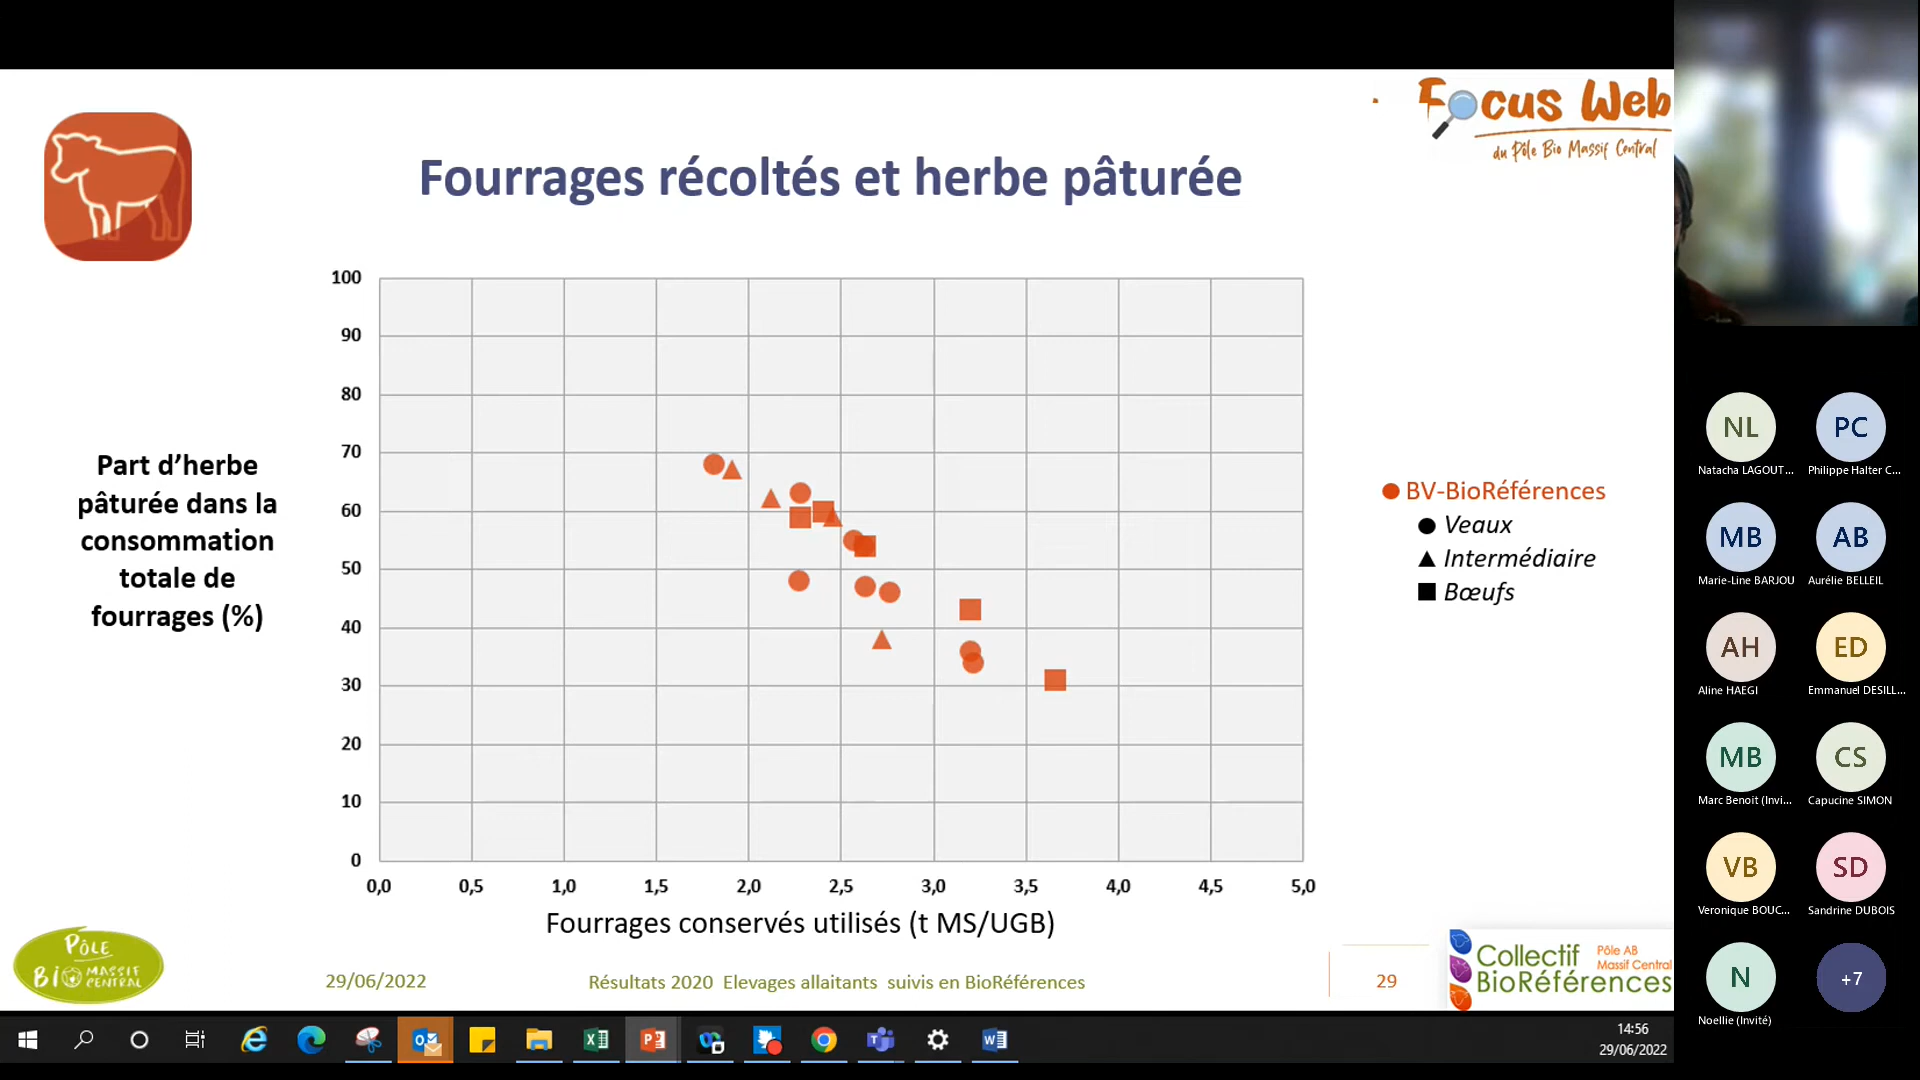 Focus Web
du Pôle Bio Massif Central
Fourrages récoltés et herbe pâturée
Part d’herbe
pâturée dans la
consommation
totale de
fourrages (%)
100
90
80
70
60
50
40
30
20
10
0
0,0 0,5 1,0 1,5 2,0 2,5 3,0 3,5 4,0 4,5 5,0
Fourrages conservés utilisés (t MS/UGB)
BV-BioRéférences
Veaux
Intermédiaire
Bœufs
PÔLE
BIO MASSIF
CENTRAL
29/06/2022
Résultats 2020 Elevages allaitants suivis en BioRéférences
29
Collectif
BioRéférences
Pôle AB
Massif Central
NL
Natacha LAGOUT...
PC
Philippe Halter C...
MB
Marie-Line BARJOU
AB
Aurélie BELLEIL
AH
Aline HAEGI
ED
Emmanuel DESILL...
MB
Marc Benoit (Invi...
CS
Capucine SIMON
VB
Veronique BOUC...
SD
Sandrine DUBOIS
N
Noellie (Invité)
+7
14:56
29/06/2022